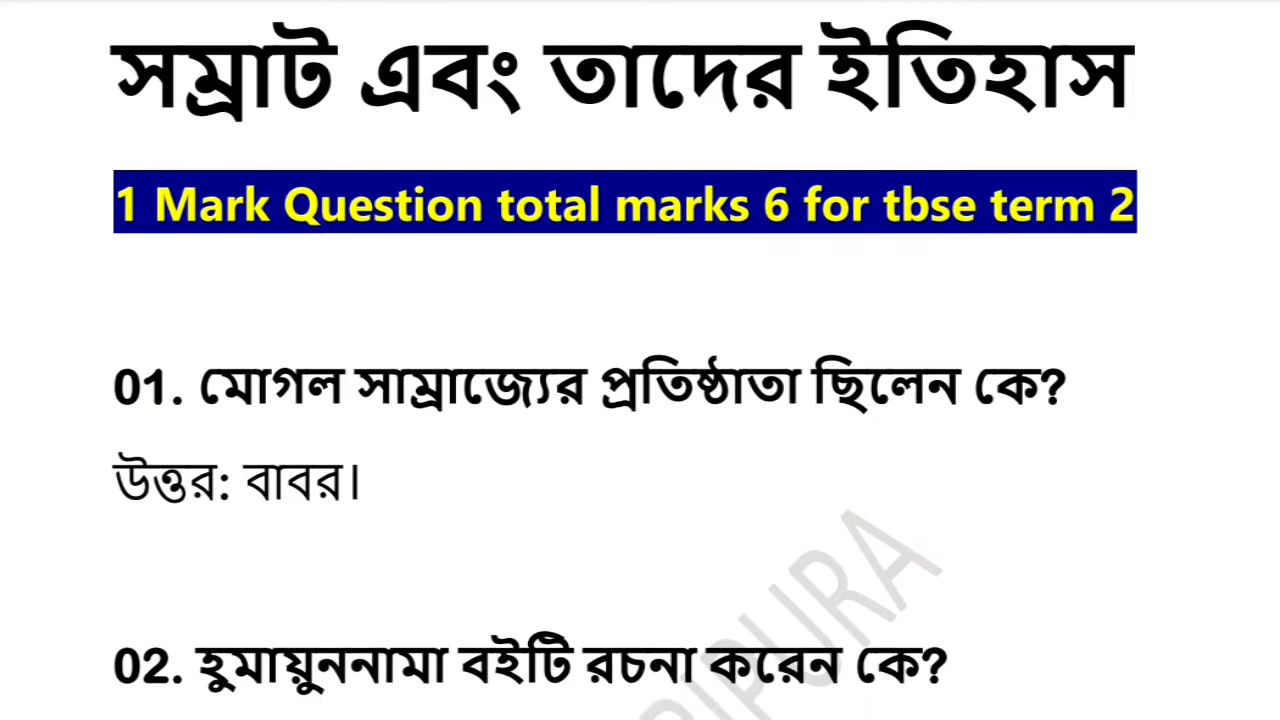 সম্রাট এবং তাদের ইতিহাস
1 Mark Question total marks 6 for tbse term 2
01. মোগল সাম্রাজ্যের প্রতিষ্ঠাতা ছিলেন কে?
উত্তর: বাবর।
02. হুমায়ুননামা বইটি রচনা করেন কে?